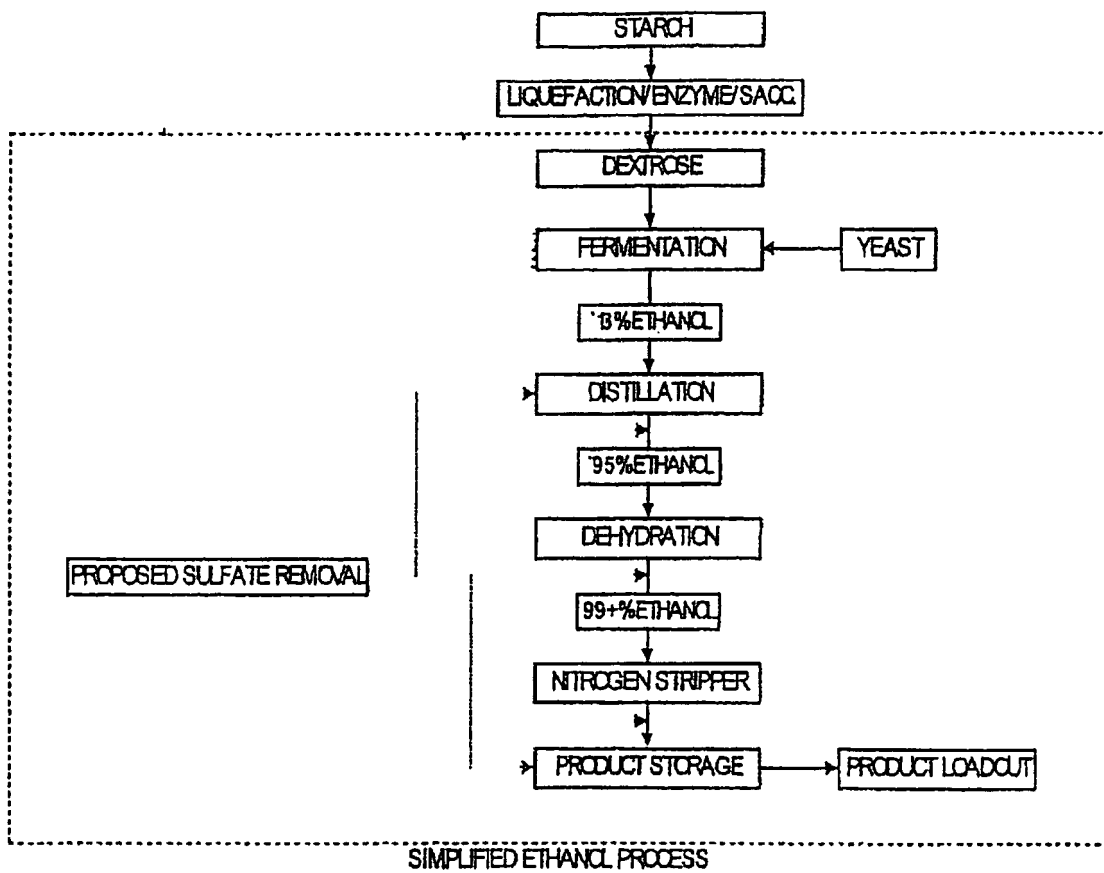 STARCH
LIQUEFACTION/ENZYME/SACC.
DEXTROSE
FERMENTATION
YEAST
~13%ETHANOL
DISTILLATION
~95%ETHANOL
DEHYDRATION
PROPOSED SULFATE REMOVAL
99+%ETHANOL
NITROGEN STRIPPER
PRODUCT STORAGE
PRODUCT LOADOUT
SIMPLIFIED ETHANOL PROCESS